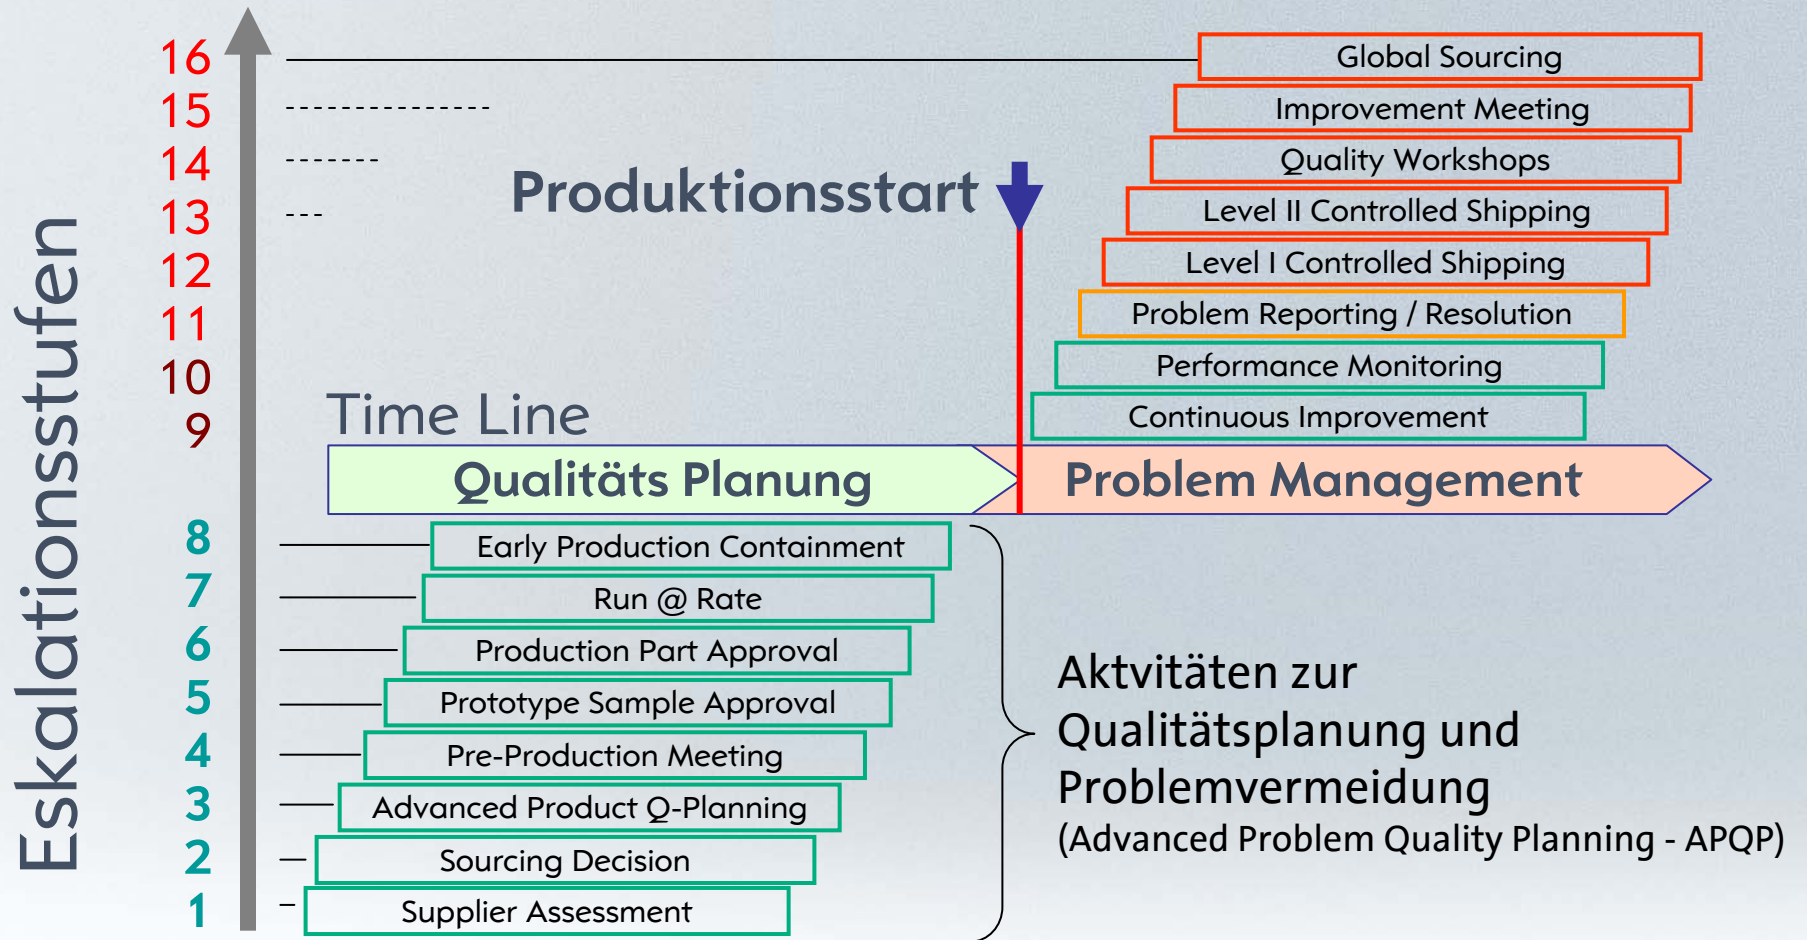 Eskalationsstufen
16
Global Sourcing
15
Improvement Meeting
14
Quality Workshops
Produktionsstart
13
Level II Controlled Shipping
12
Level I Controlled Shipping
11
Problem Reporting / Resolution
10
Performance Monitoring
9
Continuous Improvement
Time Line
Qualitäts Planung
Problem Management
8
Early Production Containment
7
Run @ Rate
6
Production Part Approval
5
Prototype Sample Approval
4
Pre-Production Meeting
3
Advanced Product Q-Planning
2
Sourcing Decision
1
Supplier Assessment
Aktvitäten zur
Qualitätsplanung und
Problemvermeidung
(Advanced Problem Quality Planning - APQP)